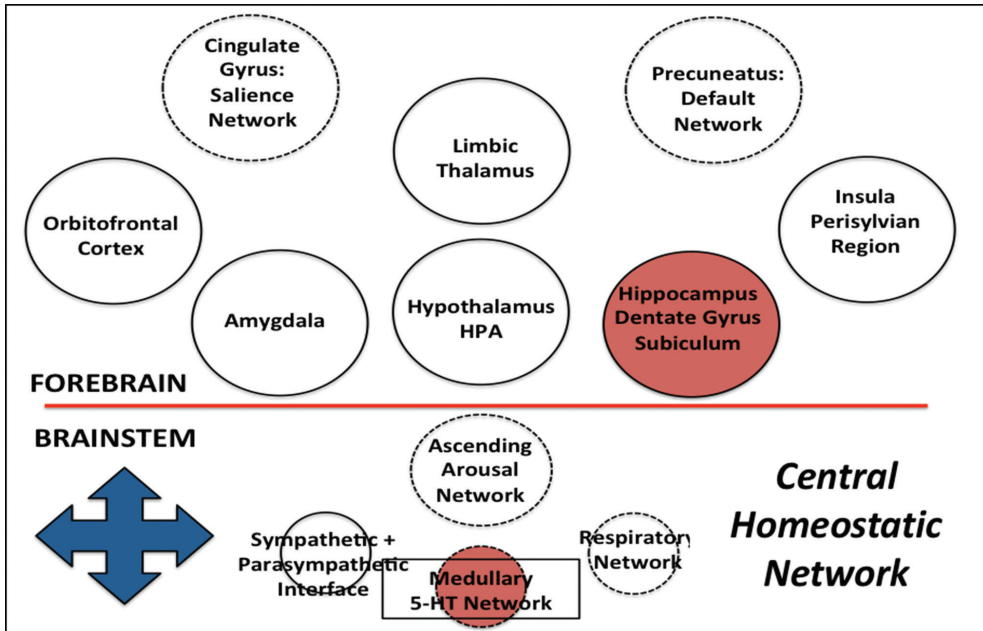 Cingulate
Gyrus:
Salience
Network
Precuneatus:
Default
Network
Limbic
Thalamus
Orbitofrontal
Cortex
Insula
Perisylvian
Region
Amygdala
Hypothalamus
HPA
Hippocampus
Dentate Gyrus
Subiculum
FOREBRAIN
BRAINSTEM
Ascending
Arousal
Network
Central
Homeostatic
Network
Sympathetic +
Parasympathetic
Interface
Medullary
5-HT Network
Respiratory
Network